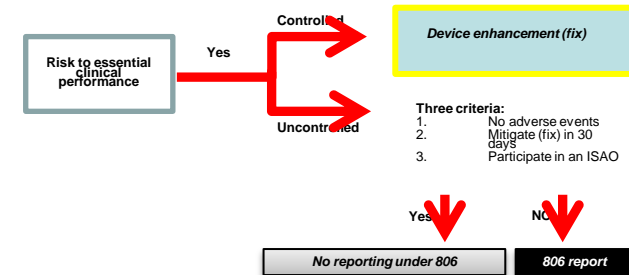 Controlled
Device enhancement (fix)
Risk to essential
clinical
performance
Yes
Uncontrolled
Three criteria:
1. No adverse events
2. Mitigate (fix) in 30
days
3. Participate in an ISAO
Yes
NO
No reporting under 806
806 report